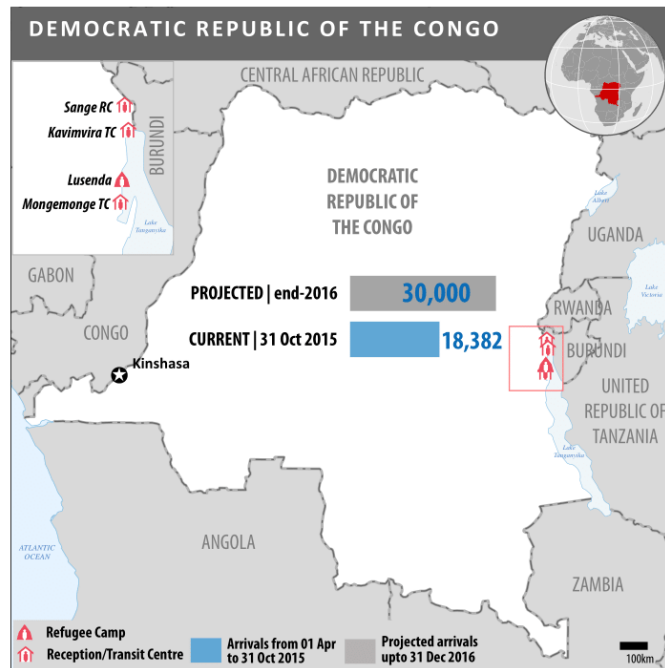 DEMOCRATIC REPUBLIC OF THE CONGO
CENTRAL AFRICAN REPUBLIC
Sange RC
Kavimvira TC
BURUNDI
Lusenda
Mongemonge TC
Lake
Tanganyika
DEMOCRATIC
REPUBLIC OF
THE CONGO
Lake
Albert
UGANDA
Lake
Victoria
GABON
PROJECTED | end-2016
30,000
RWANDA
CONGO
CURRENT | 31 Oct 2015
18,382
BURUNDI
Kinshasa
UNITED
REPUBLIC OF
TANZANIA
Lake
Tanganyika
ANGOLA
ATLANTIC
OCEAN
ZAMBIA
Refugee Camp
Reception/Transit Centre
Arrivals from 01 Apr
to 31 Oct 2015
Projected arrivals
upto 31 Dec 2016
100km